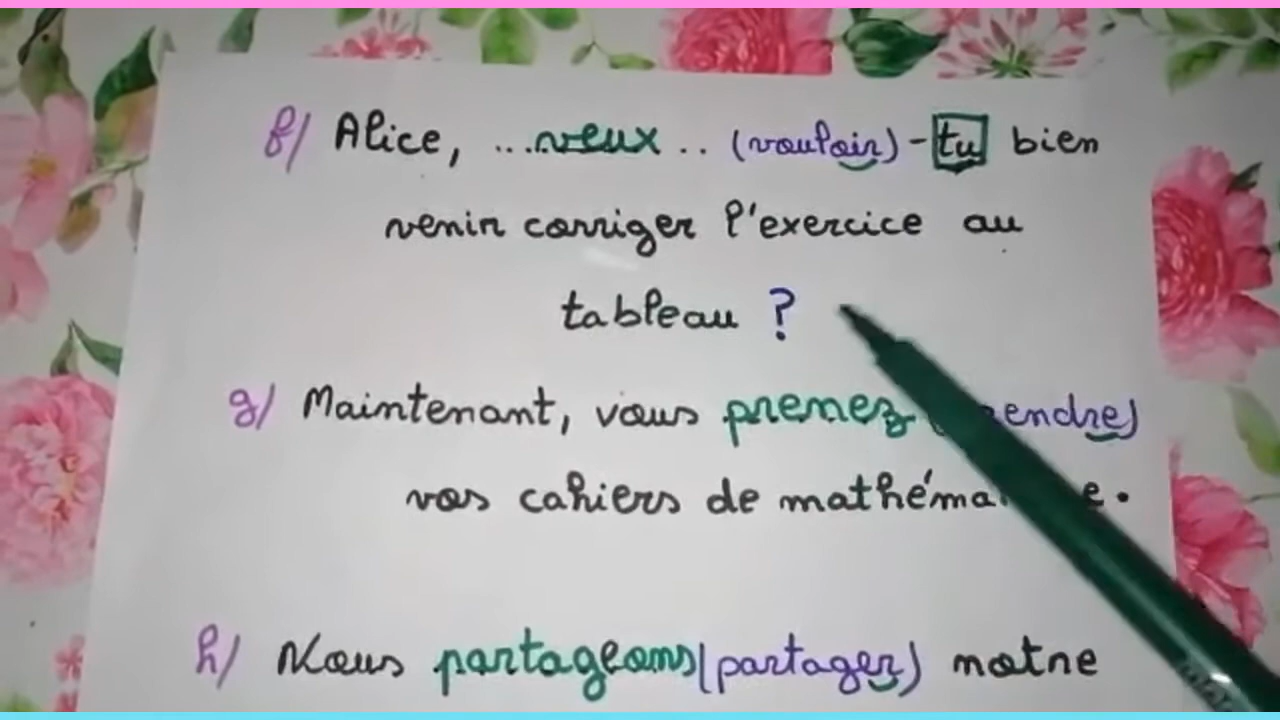 f/ Alice, ...veux.. (vouloir)-tu bien
venir corriger l'exercice au
tableau ?
g/ Maintenant, vous prenez endre)
vos cahiers de mathéma e.
h/ Nous partageons (partager) notre